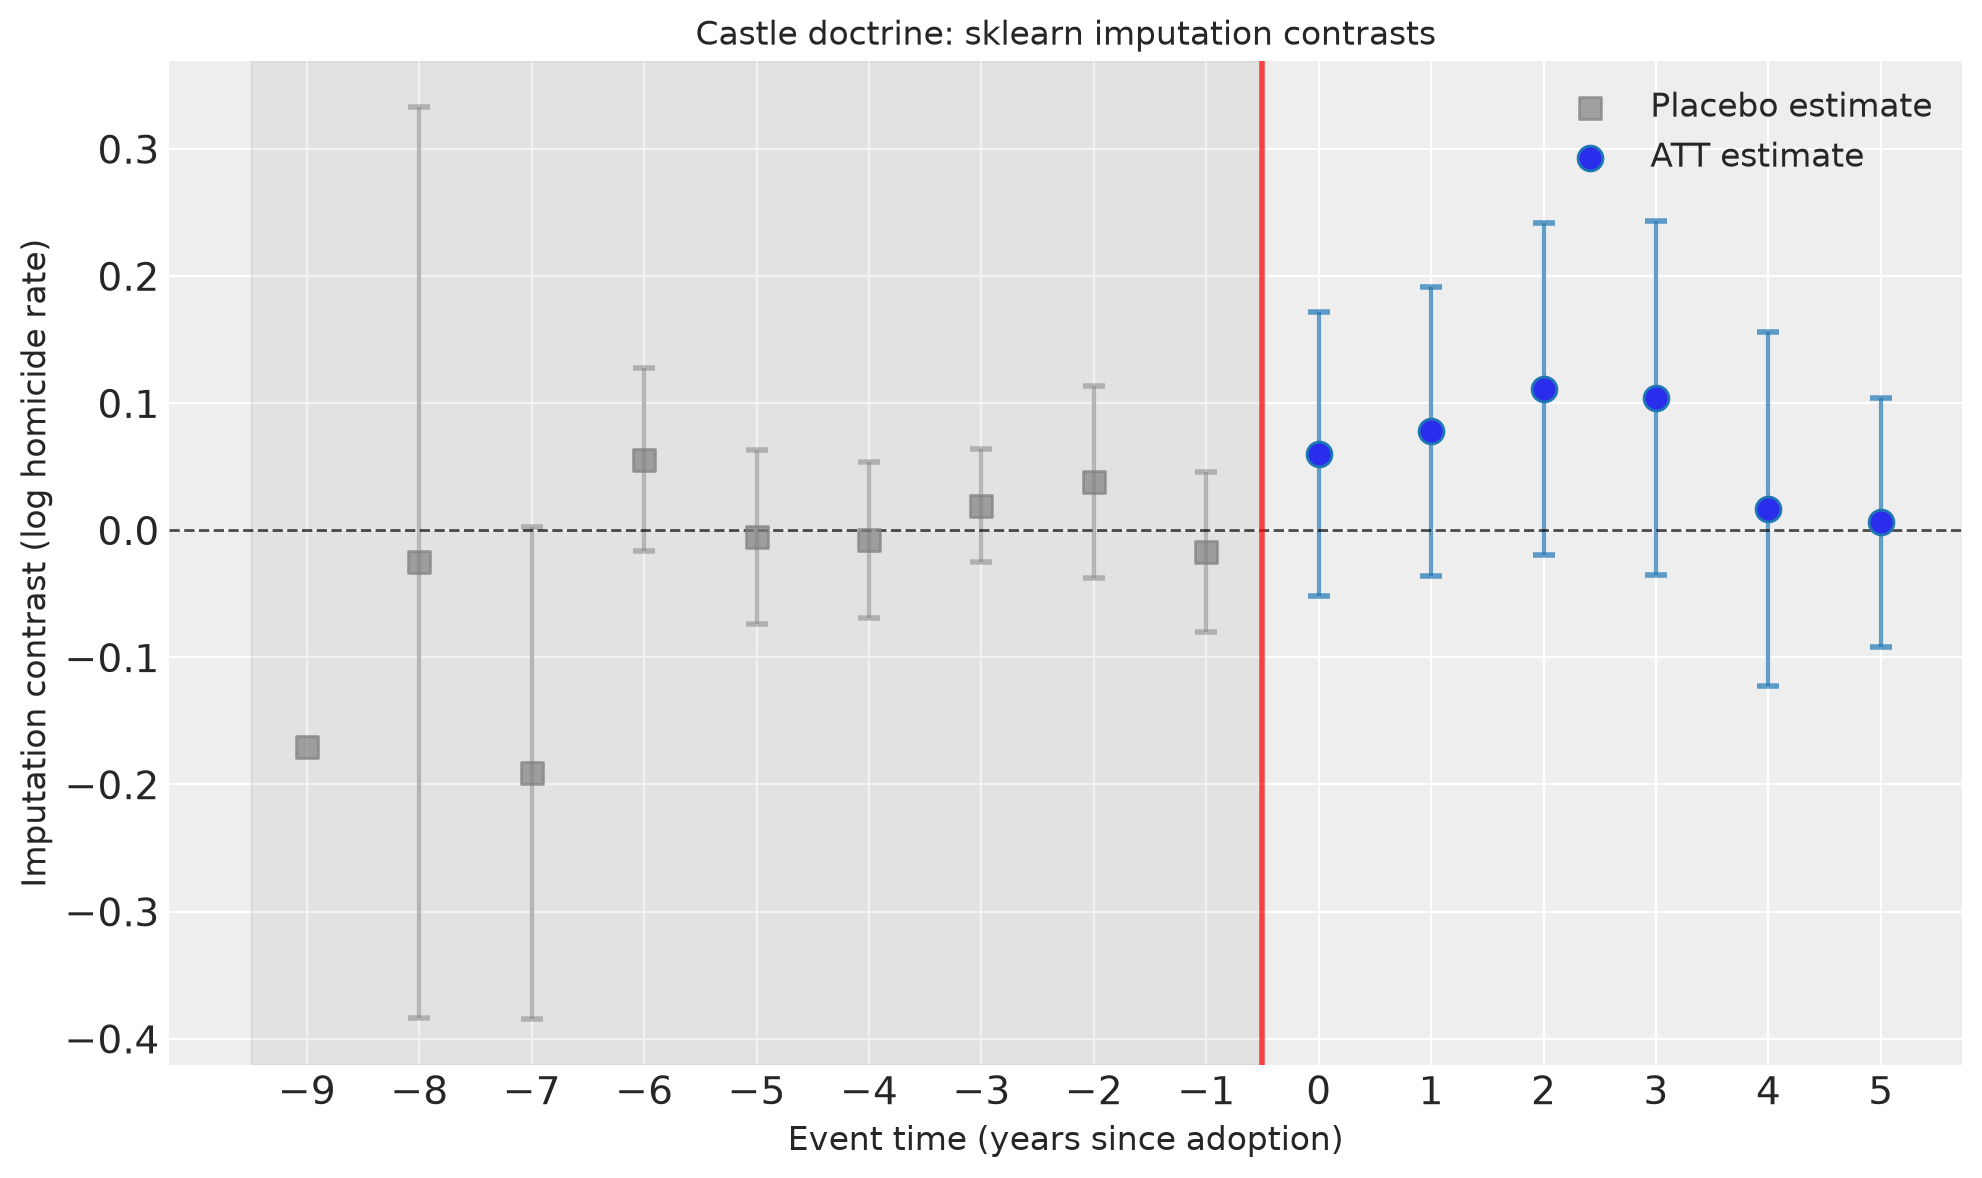 Castle doctrine: sklearn imputation contrasts
Placebo estimate
ATT estimate
Imputation contrast (log homicide rate)
0.3
0.2
0.1
0.0
−0.1
−0.2
−0.3
−0.4
−9 −8 −7 −6 −5 −4 −3 −2 −1 0 1 2 3 4 5
Event time (years since adoption)